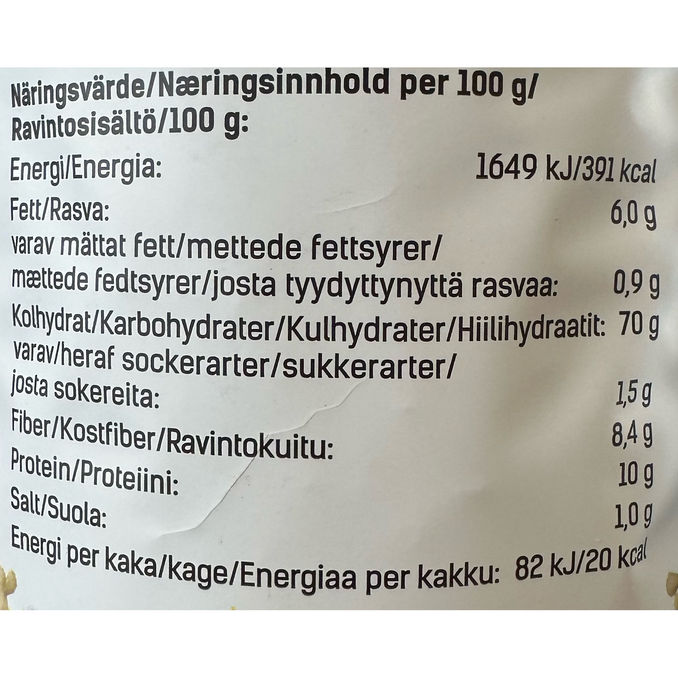 Näringsvärde/Næringsinnhold per 100 g/
Ravintosisältö/100 g:
Energi/Energia: 1649 kJ/391 kcal
Fett/Rasva: 6,0 g
varav mättat fett/mettede fettsyrer/
mættede fedtsyrer/josta tyydyttynyttä rasvaa: 0,9 g
Kolhydrat/Karbohydrater/Kulhydrater/Hiilihydraatit: 70 g
varav/heraf sockerarter/sukkerarter/
josta sokereita: 1,5 g
Fiber/Kostfiber/Ravintokuitu: 8,4 g
Protein/Proteiini: 10 g
Salt/Suola: 1,0 g
Energi per kaka/kage/Energiaa per kakku: 82 kJ/20 kcal